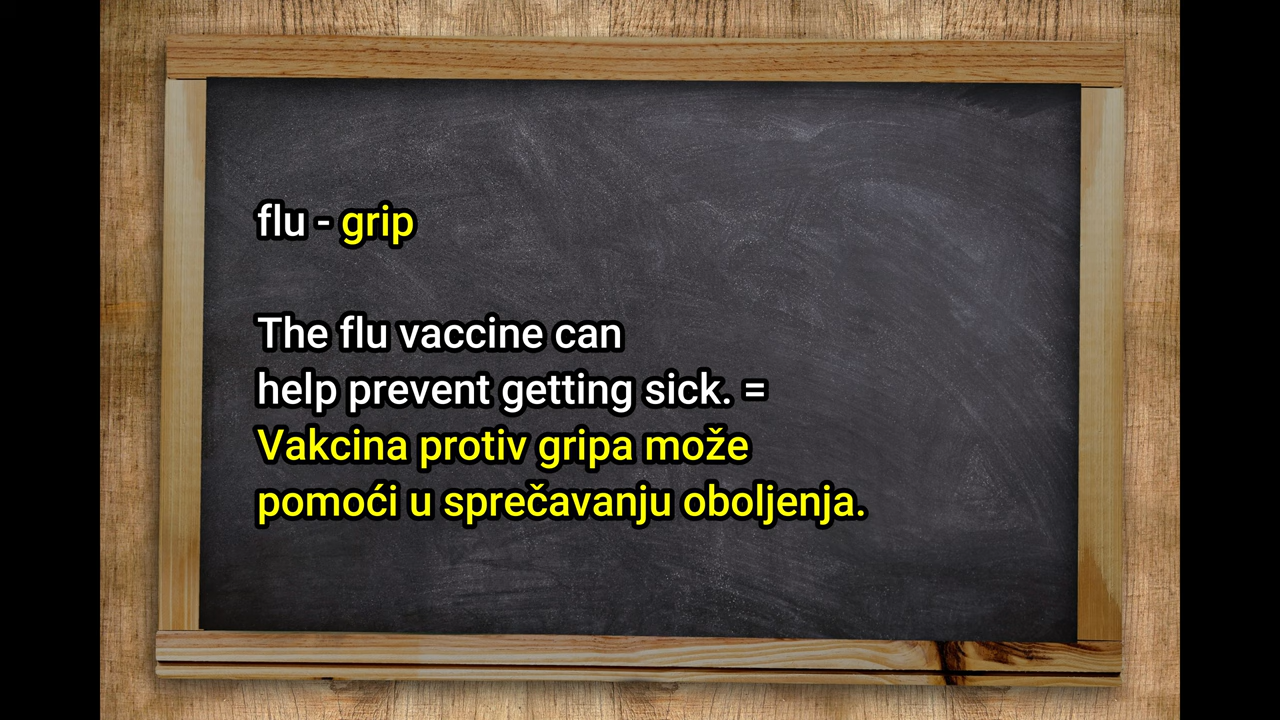 flu - grip
The flu vaccine can
help prevent getting sick. =
Vakcina protiv gripa može
pomoći u sprečavanju oboljenja.